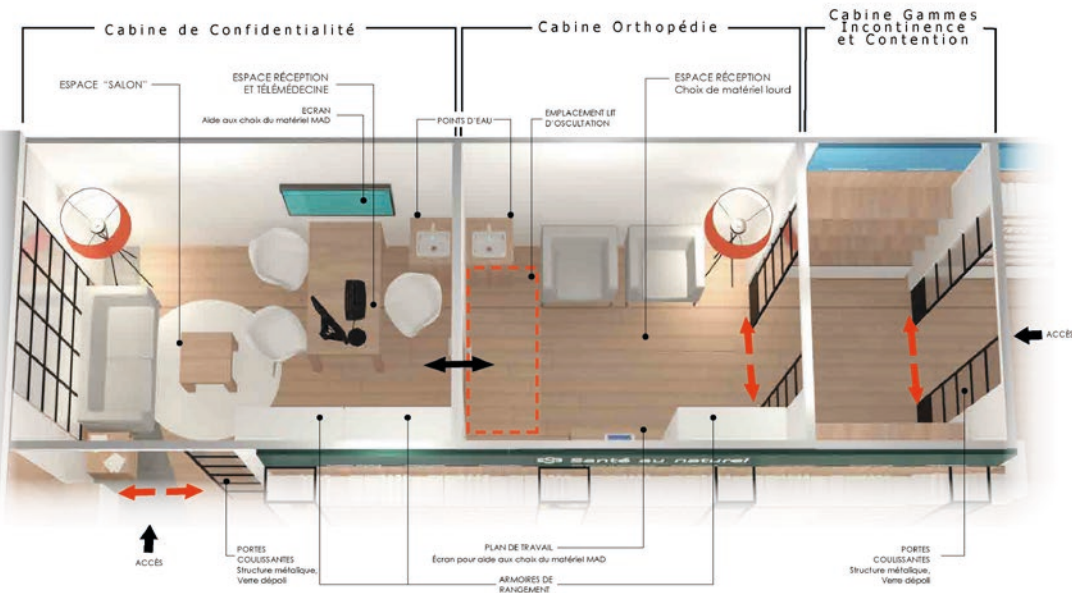 Cabine de Confidentialité
Cabine Orthopédie
Cabine Gammes
Incontinence
et Contention
ESPACE "SALON"
ESPACE RÉCEPTION
ET TÉLÉMÉDECINE
ECRAN
Aide aux choix du matériel MAD
POINTS D'EAU
EMPLACEMENT LIT
D'OSCULTATION
ESPACE RÉCEPTION
Choix de matériel lourd
ACCÈS
Santé au naturel
ACCÈS
PORTES
COULISSANTES
Structure métalique,
Verre dépoli
PLAN DE TRAVAIL
Écran pour aide aux choix du matériel MAD
ARMOIRES DE
RANGEMENT
PORTES
COULISSANTES
Structure métalique,
Verre dépoli